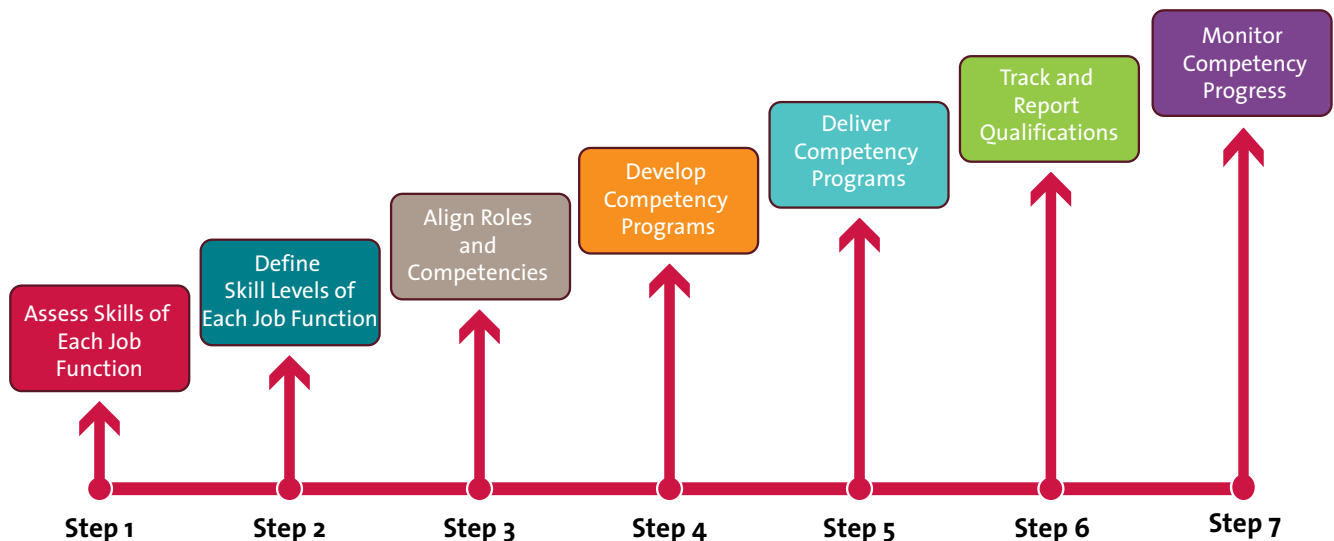 Assess Skills of
Each Job
Function
Define
Skill Levels of
Each Job Function
Align Roles
and
Competencies
Develop
Competency
Programs
Deliver
Competency
Programs
Track and
Report
Qualifications
Monitor
Competency
Progress
Step 1
Step 2
Step 3
Step 4
Step 5
Step 6
Step 7